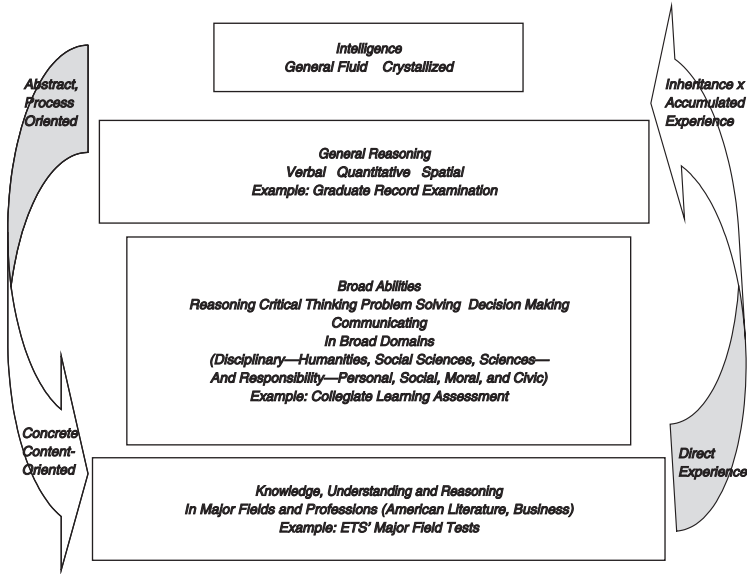 Intelligence
General Fluid Crystallized
Abstract,
Process
Oriented
Inheritance x
Accumulated
Experience
General Reasoning
Verbal Quantitative Spatial
Example: Graduate Record Examination
Broad Abilities
Reasoning Critical Thinking Problem Solving Decision Making
Communicating
In Broad Domains
(Disciplinary—Humanities, Social Sciences, Sciences—
And Responsibility—Personal, Social, Moral, and Civic)
Example: Collegiate Learning Assessment
Concrete
Content-
Oriented
Direct
Experience
Knowledge, Understanding and Reasoning
In Major Fields and Professions (American Literature, Business)
Example: ETS’ Major Field Tests